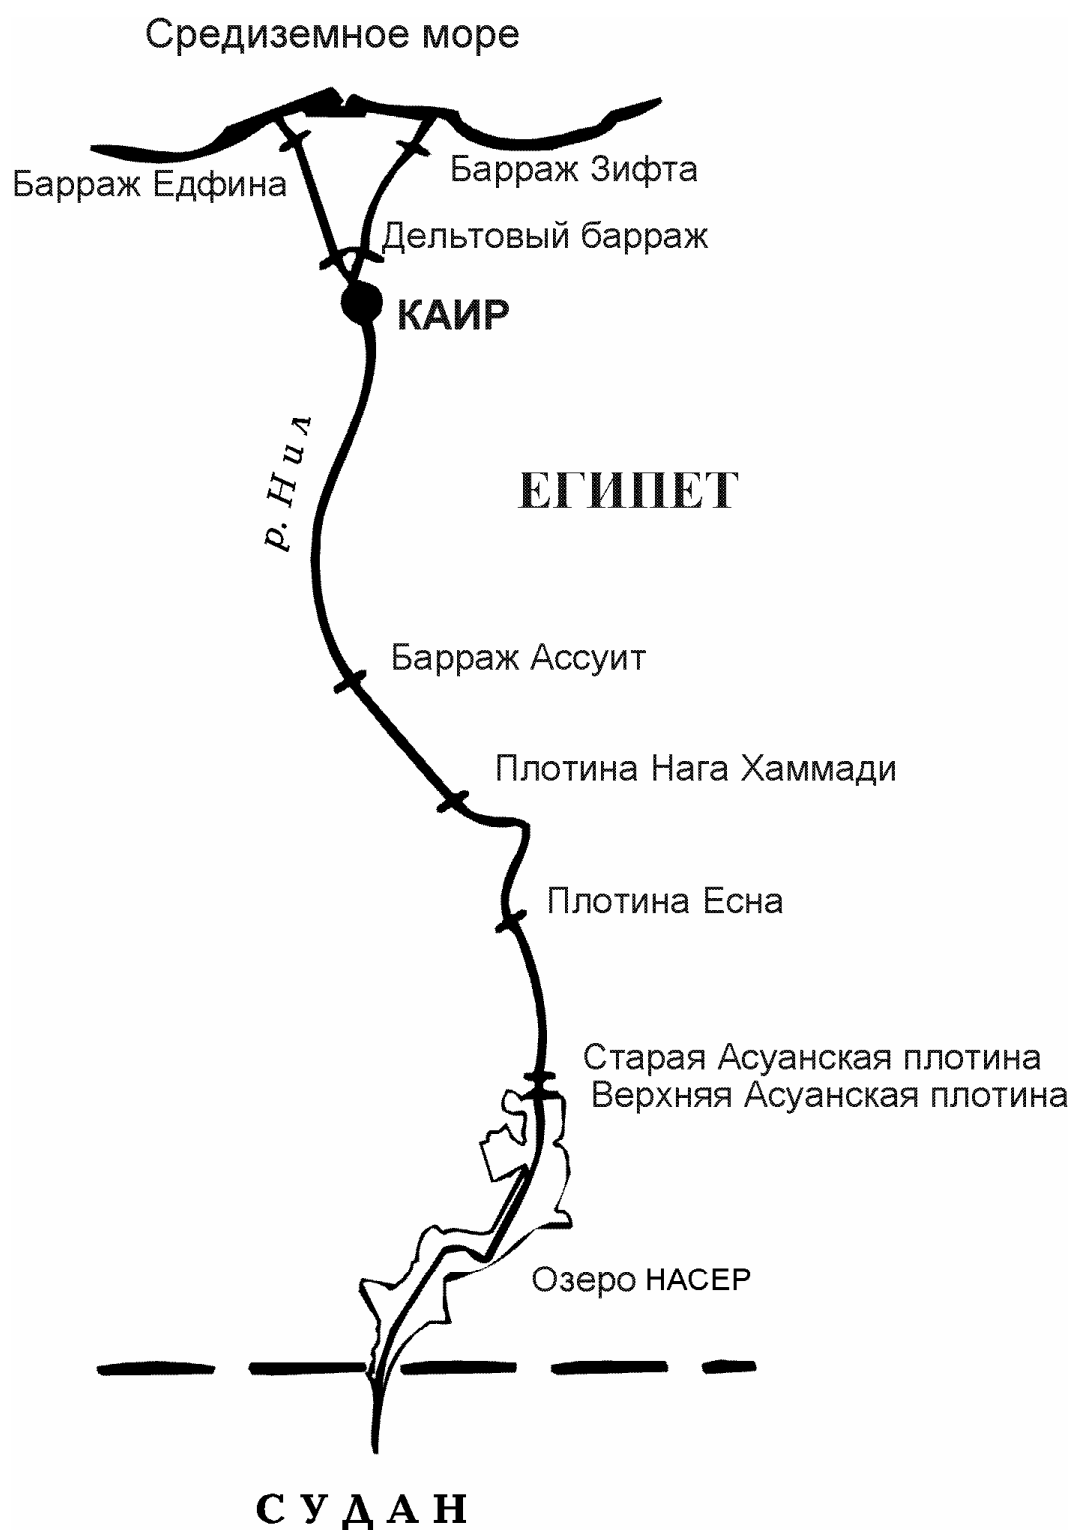 Средиземное море
Барраж Зифта
Барраж Едфина
Дельтовый барраж
КАИР
р. Нил
ЕГИПЕТ
Барраж Ассуит
Плотина Нага Хаммади
Плотина Есна
Старая Асуанская плотина
Верхняя Асуанская плотина
Озеро НАСЕР
СУДАН